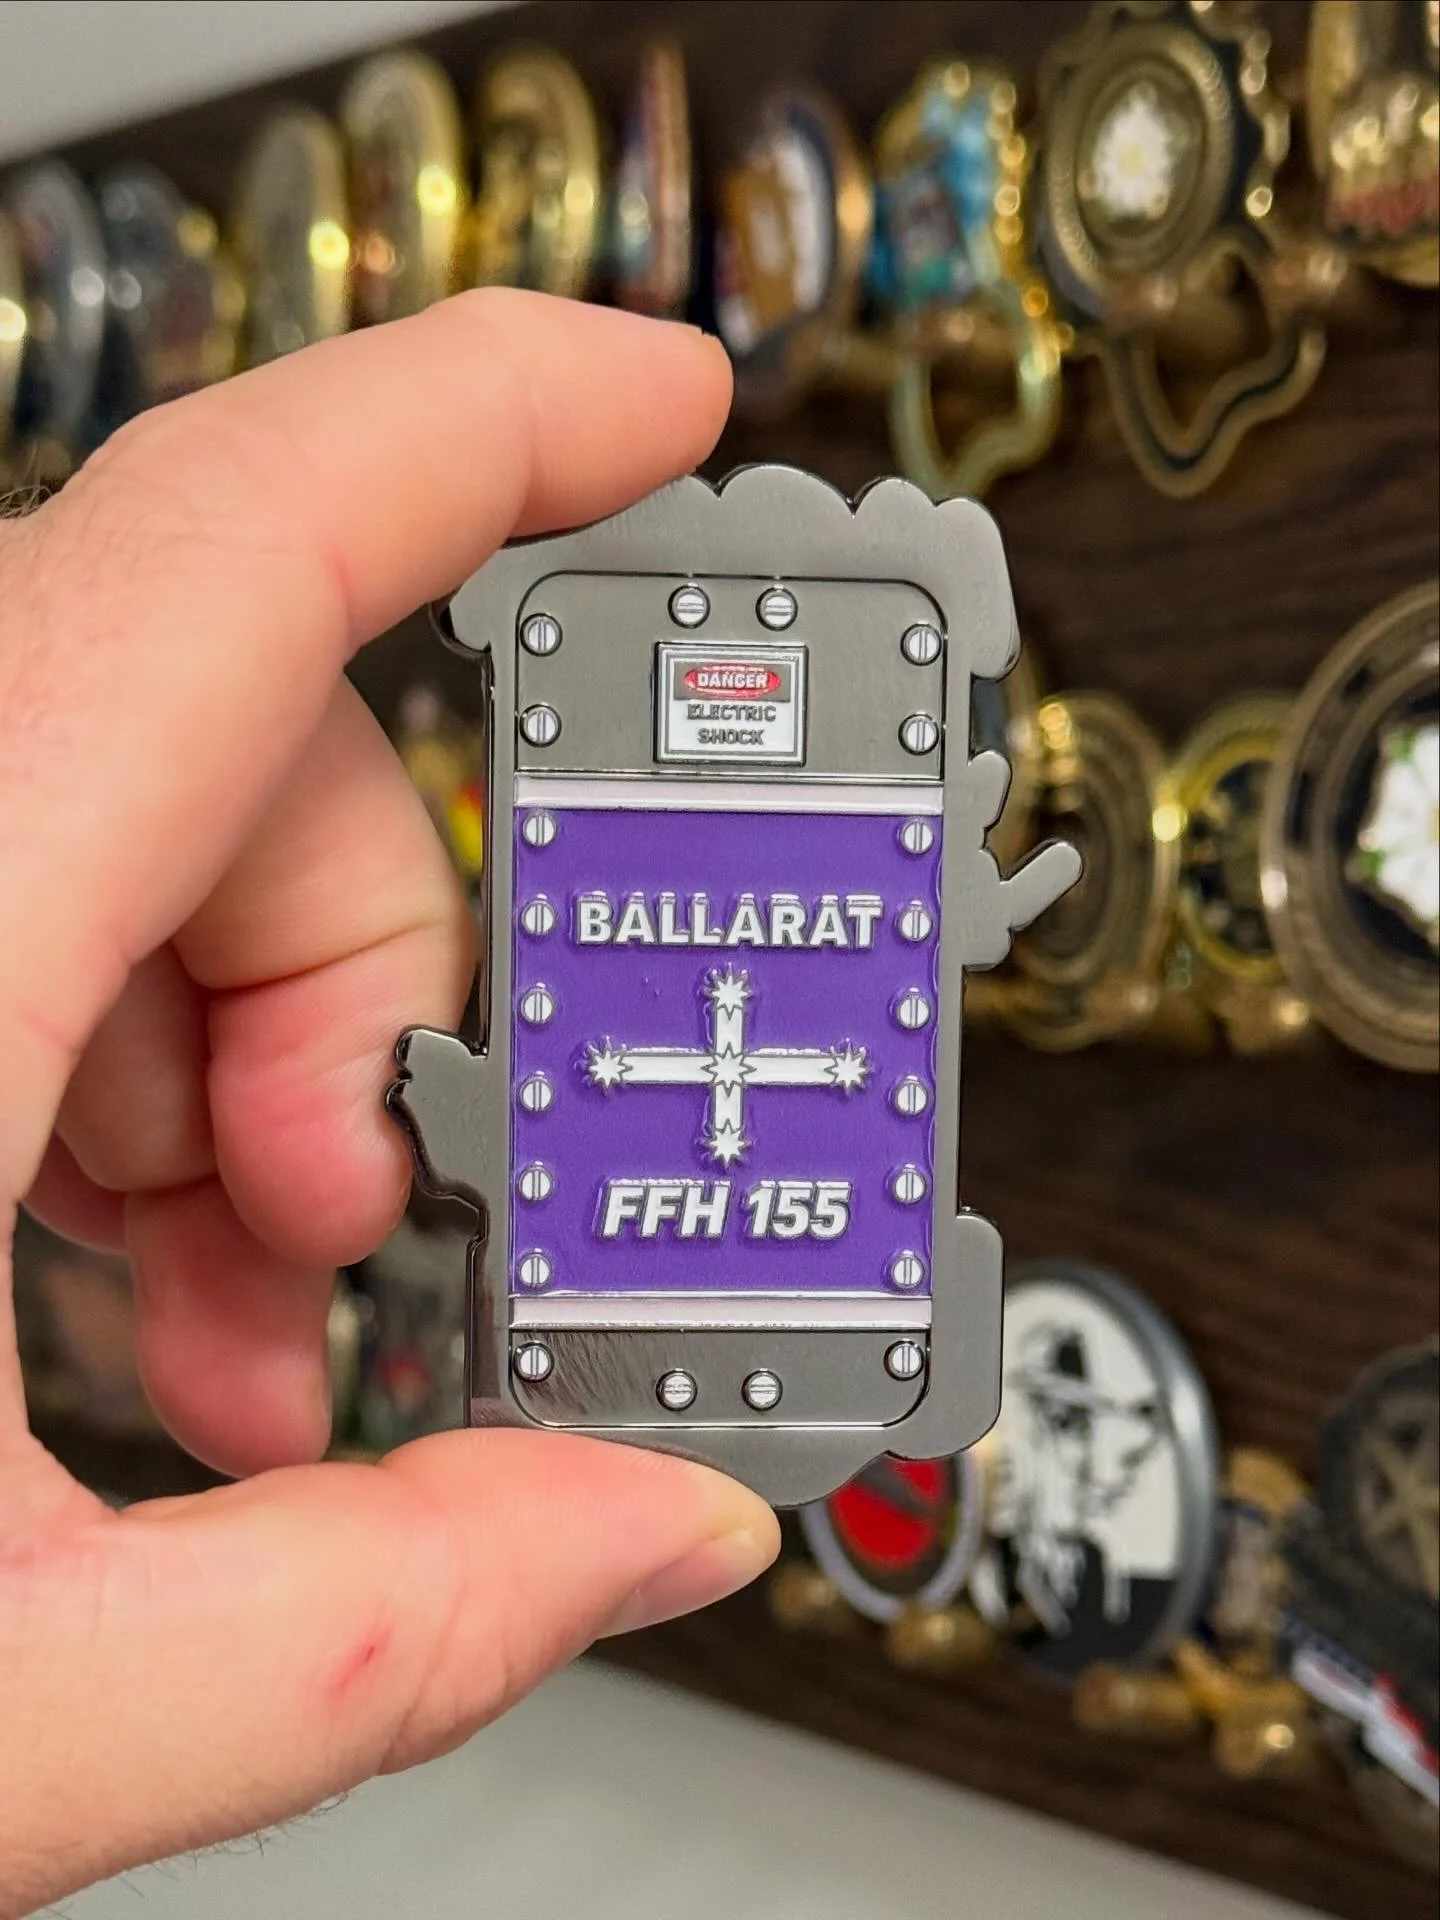 DANGER
ELECTRIC
SHOCK
BALLARAT
FFH 155